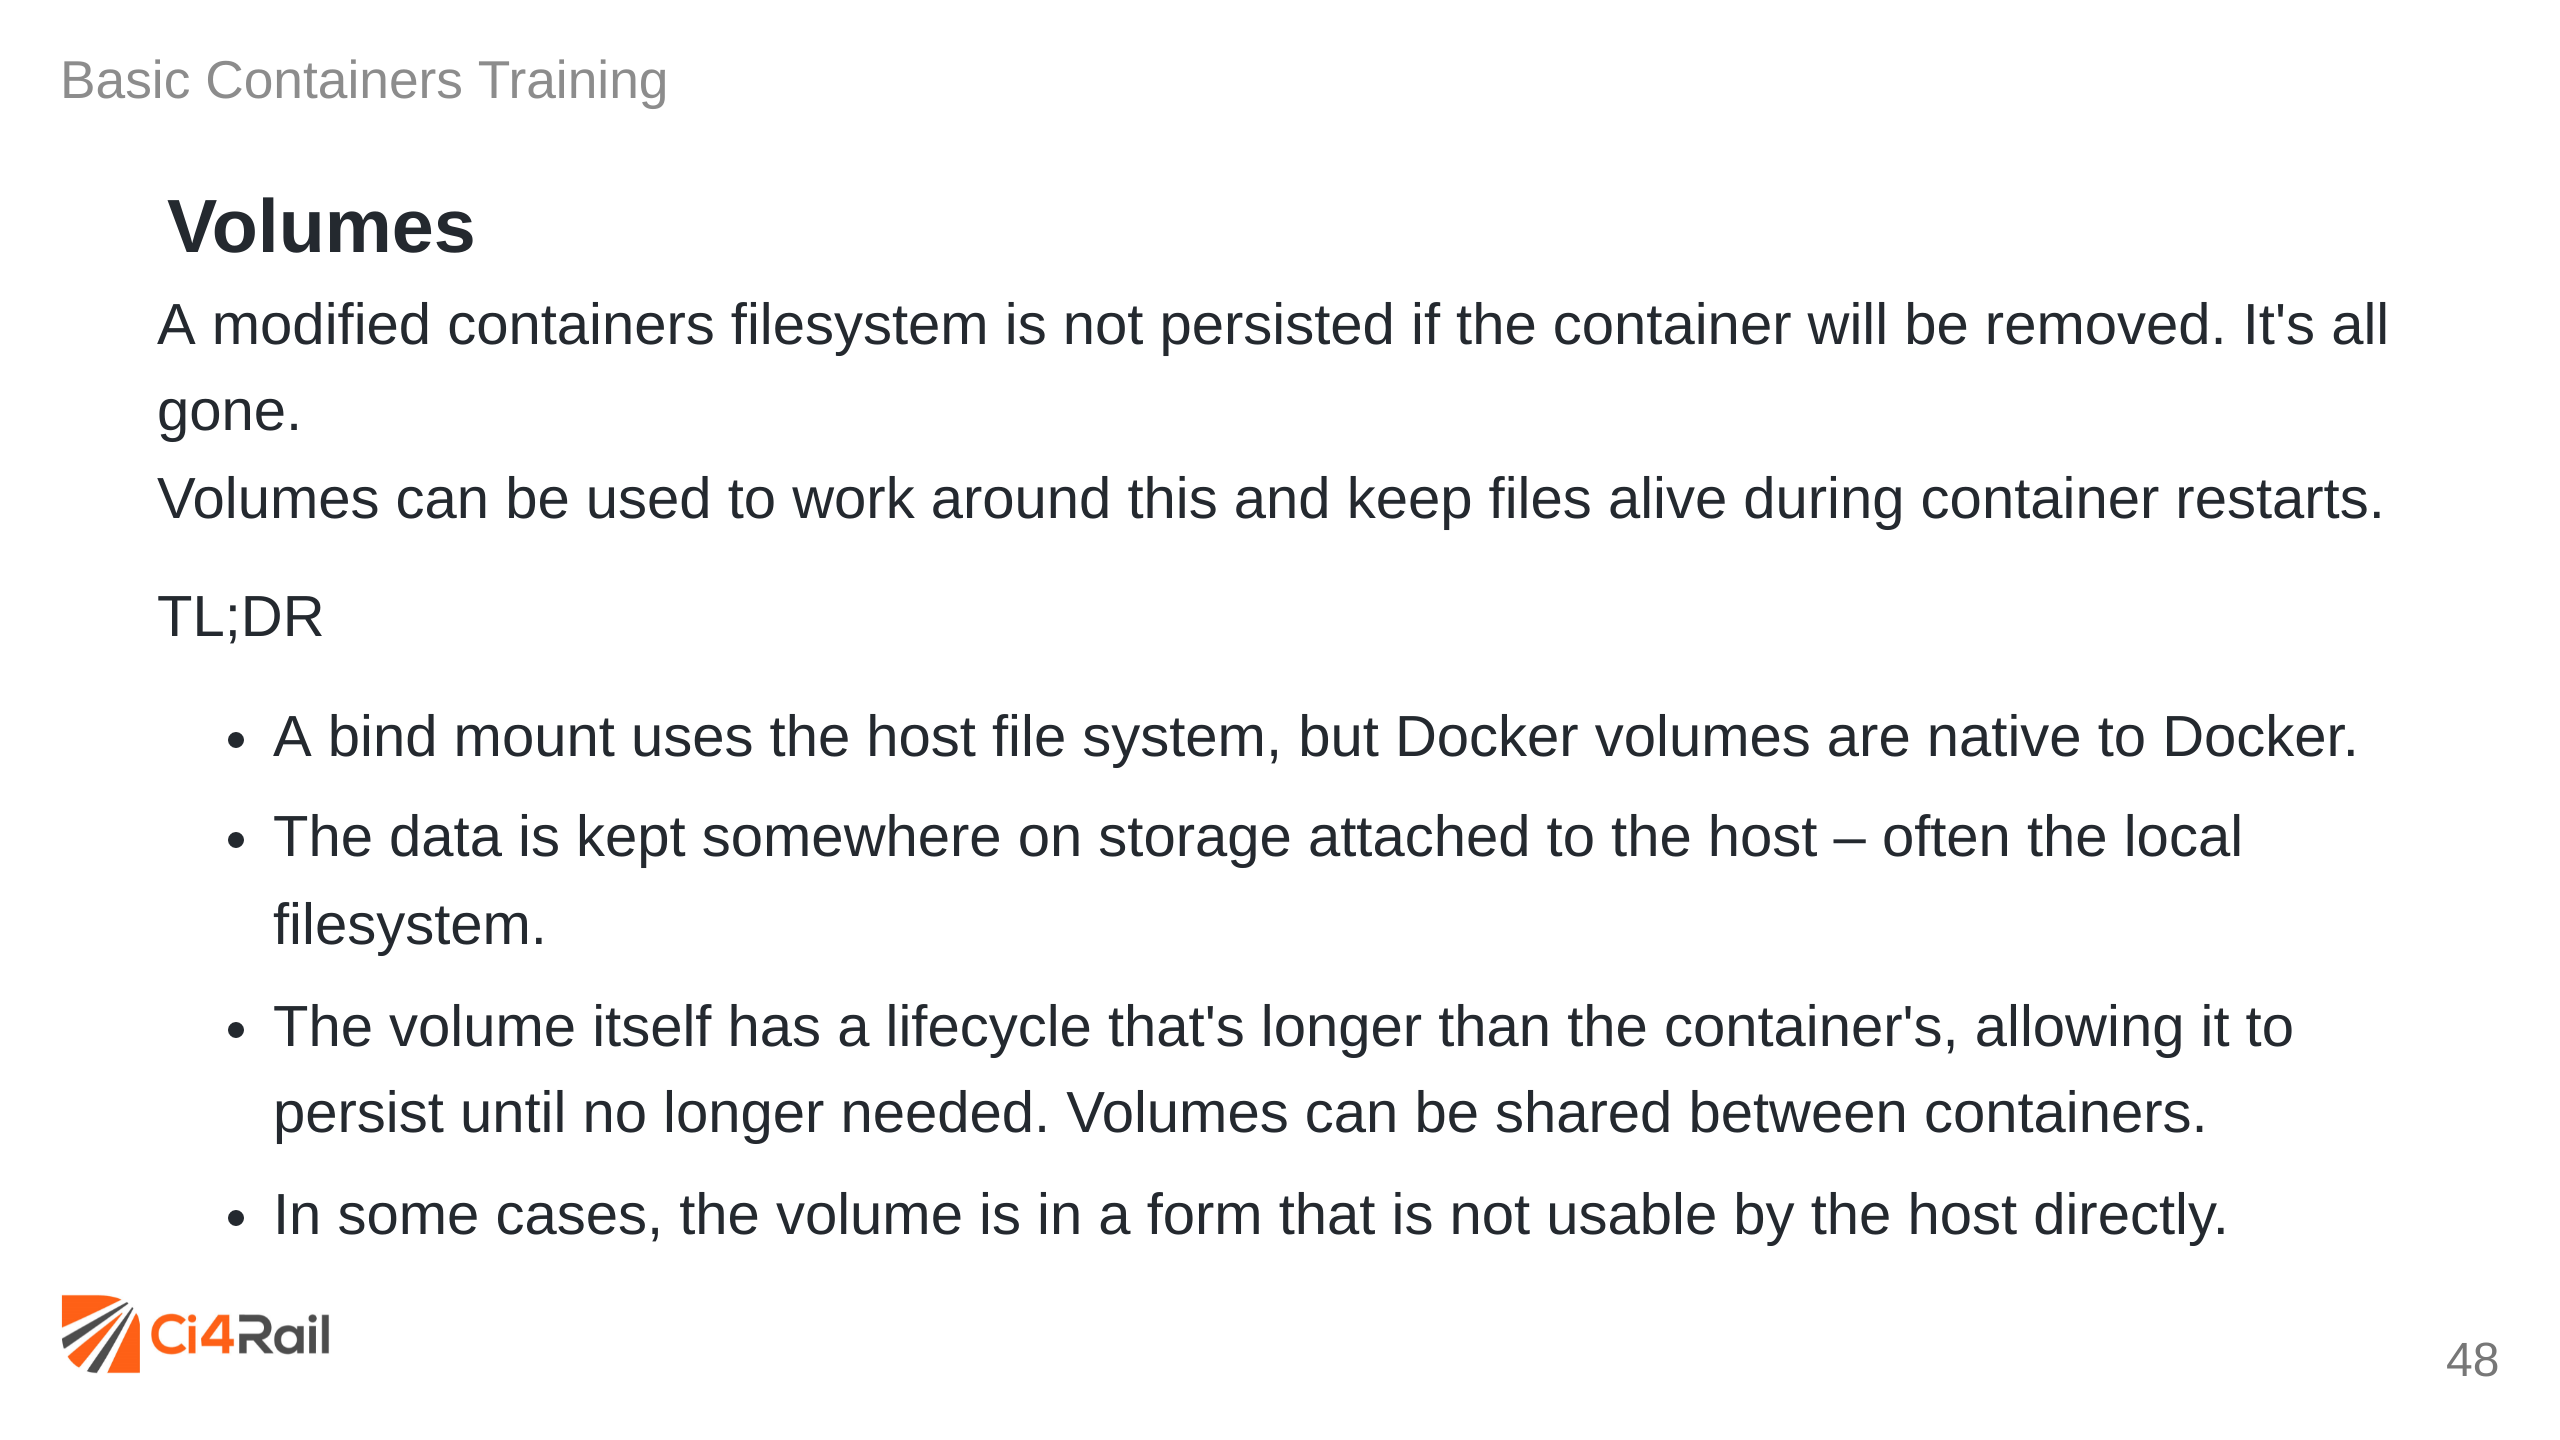 Basic Containers Training
Volumes
A modified containers filesystem is not persisted if the container will be removed. It's all
gone.
Volumes can be used to work around this and keep files alive during container restarts.
TL;DR
• A bind mount uses the host file system, but Docker volumes are native to Docker.
• The data is kept somewhere on storage attached to the host – often the local
filesystem.
• The volume itself has a lifecycle that's longer than the container's, allowing it to
persist until no longer needed. Volumes can be shared between containers.
• In some cases, the volume is in a form that is not usable by the host directly.
Ci4Rail
48